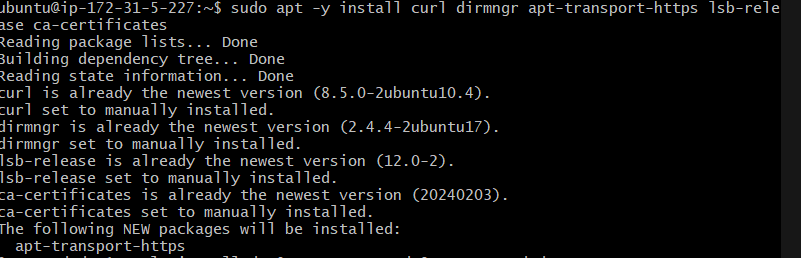 ubuntu@ip-172-31-5-227:~$ sudo apt -y install curl dirmngr apt-transport-https lsb-rele
ase ca-certificates
Reading package lists... Done
Building dependency tree... Done
Reading state information... Done
curl is already the newest version (8.5.0-2ubuntu10.4).
curl set to manually installed.
dirmngr is already the newest version (2.4.4-2ubuntu17).
dirmngr set to manually installed.
lsb-release is already the newest version (12.0-2).
lsb-release set to manually installed.
ca-certificates is already the newest version (20240203).
ca-certificates set to manually installed.
The following NEW packages will be installed:
  apt-transport-https